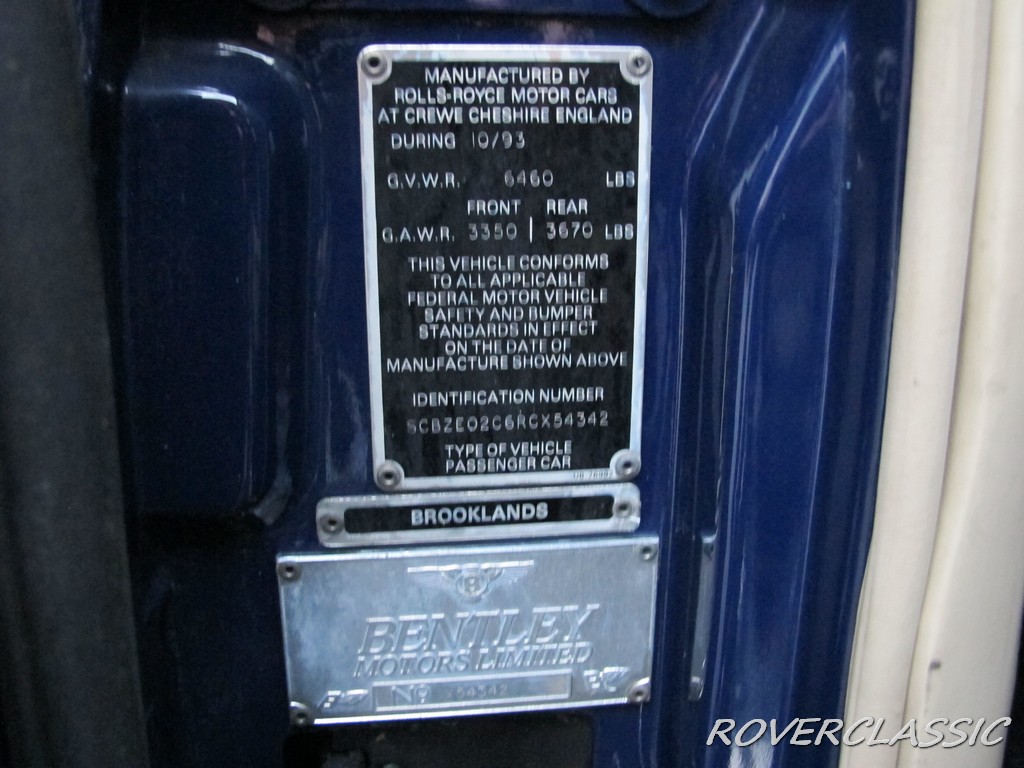 MANUFACTURED BY
ROLLS-ROYCE MOTOR CARS
AT CREWE CHESHIRE ENGLAND
DURING 10/93
G.V.W.R. 6460 LBS
FRONT REAR
G.A.W.R. 3350 | 3670 LBS
THIS VEHICLE CONFORMS
TO ALL APPLICABLE
FEDERAL MOTOR VEHICLE
SAFETY AND BUMPER
STANDARDS IN EFFECT
ON THE DATE OF
MANUFACTURE SHOWN ABOVE
IDENTIFICATION NUMBER
SCBZE02C6RCX54342
TYPE OF VEHICLE
PASSENGER CAR
BROOKLANDS
B
BENTLEY
MOTORS LIMITED
No X54342
ROVERCLASSIC